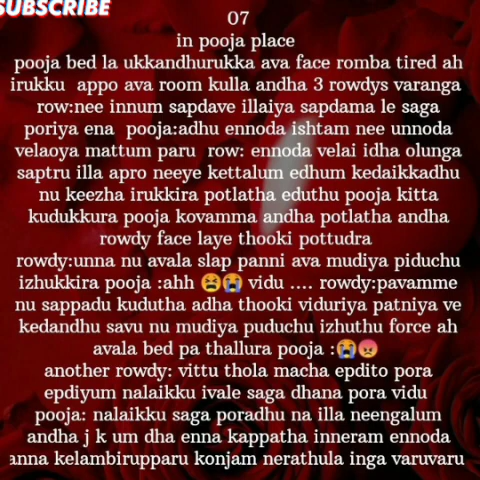 SUBSCRIBE
07
in pooja place
pooja bed la ukkandhurukka ava face romba tired ah
irukku appo ava room kulla andha 3 rowdys varanga
row:nee innum sapdave illaiya sapdama le saga
poriya ena pooja:adhu ennoda ishtam nee unnoda
velaoya mattum paru row: ennoda velai idha olunga
saptru illa apro neeye kettalum edhum kedaikkadhu
nu keezha irukkira potlatha eduthu pooja kitta
kudukkura pooja kovamma andha potlatha andha
rowdy face laye thooki pottudra
rowdy:unna nu avala slap panni ava mudiya piduchu
izhukkira pooja :ahh 😫😭 vidu .... rowdy:pavamme
nu sappadu kudutha adha thooki viduriya patniya ve
kedandhu savu nu mudiya puduchu izhuthu force ah
avala bed pa thallura pooja :😭😡
another rowdy: vittu thola macha epdito pora
epdiyum nalaikku ivale saga dhana pora vidu
pooja: nalaikku saga poradhu na illa neengalum
andha j k um dha enna kappatha inneram ennoda
anna kelambirupparu konjam nerathula inga varuvaru